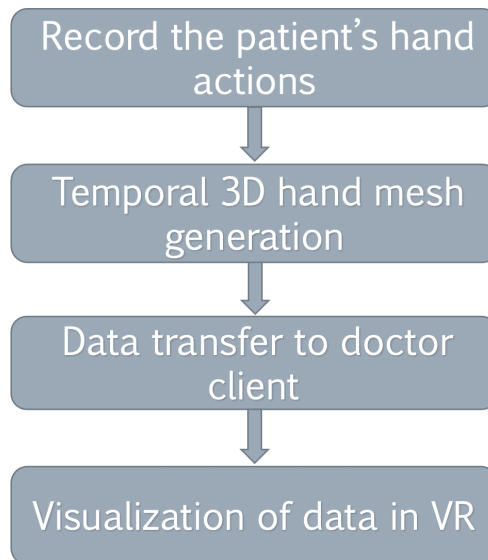 Record the patient’s hand
actions
Temporal 3D hand mesh
generation
Data transfer to doctor
client
Visualization of data in VR